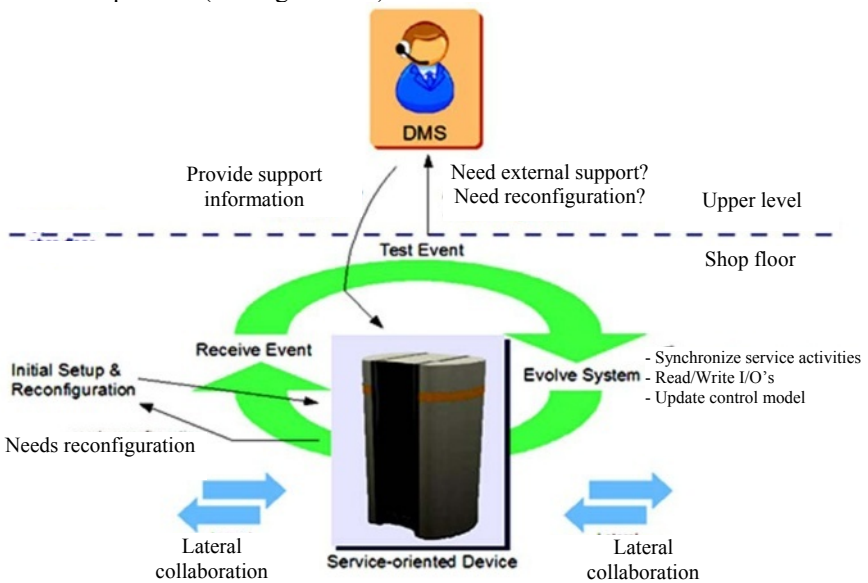 DMS
Provide support
information
Need external support?
Need reconfiguration?
Upper level
Test Event
Shop floor
Receive Event
Initial Setup &
Reconfiguration
Evolve System
- Synchronize service activities
- Read/Write I/O's
- Update control model
Needs reconfiguration
Lateral
collaboration
Service-oriented Device
Lateral
collaboration